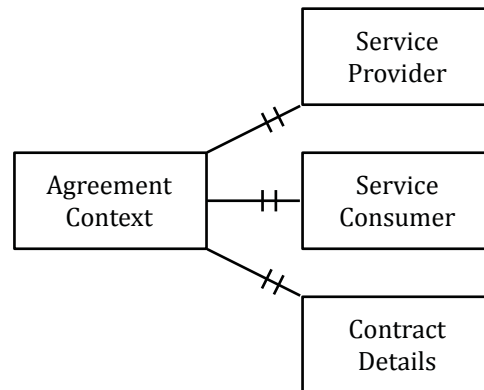 Service
Provider
Agreement
Context
Service
Consumer
Contract
Details